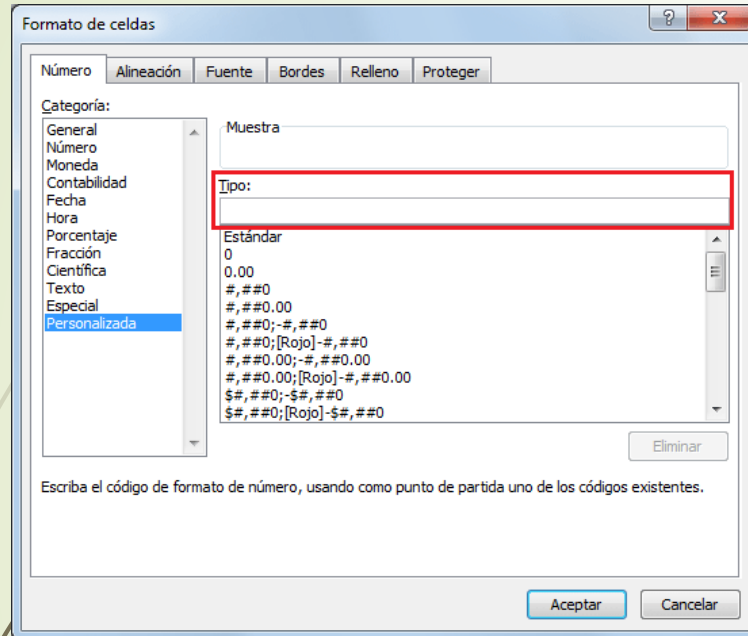 Formato de celdas
Número Alineación Fuente Bordes Relleno Proteger
Categoría:
General
Número
Moneda
Contabilidad
Fecha
Hora
Porcentaje
Fracción
Científica
Texto
Especial
Personalizada
Muestra
Tipo:
Estándar
0
0.00
#,##0
#,##0.00
#,##0;-#,##0
#,##0;[Rojo]-#,##0
#,##0.00;-#,##0.00
#,##0.00;[Rojo]-#,##0.00
$#,##0;-$#,##0
$#,##0;[Rojo]-$#,##0
Eliminar
Escriba el código de formato de número, usando como punto de partida uno de los códigos existentes.
Aceptar Cancelar